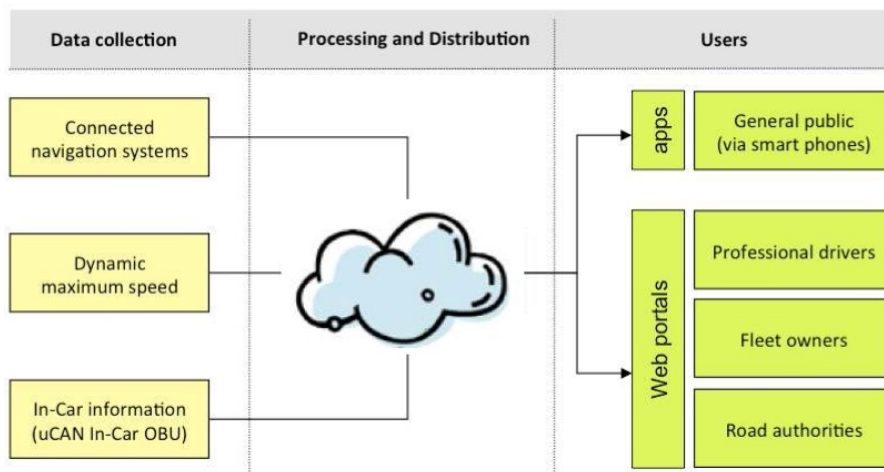 Data collection
Processing and Distribution
Users
Connected
navigation systems
Dynamic
maximum speed
In-Car information
(uCAN In-Car OBU)
apps
General public
(via smart phones)
Web portals
Professional drivers
Fleet owners
Road authorities